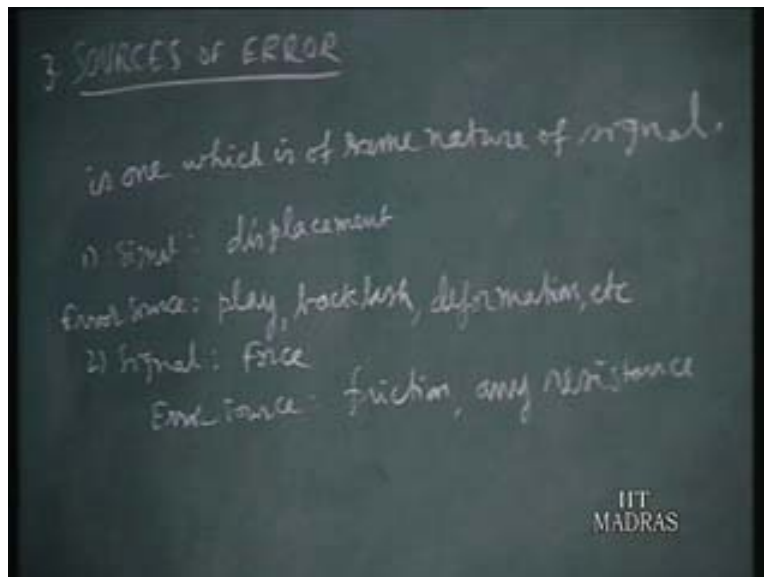 3. SOURCES OF ERROR
is one which is of same nature of signal.
1) Signal: displacement
Error source: play, backlash, deformation, etc
2) Signal: Force
Error source: friction, any resistance
IIT
MADRAS